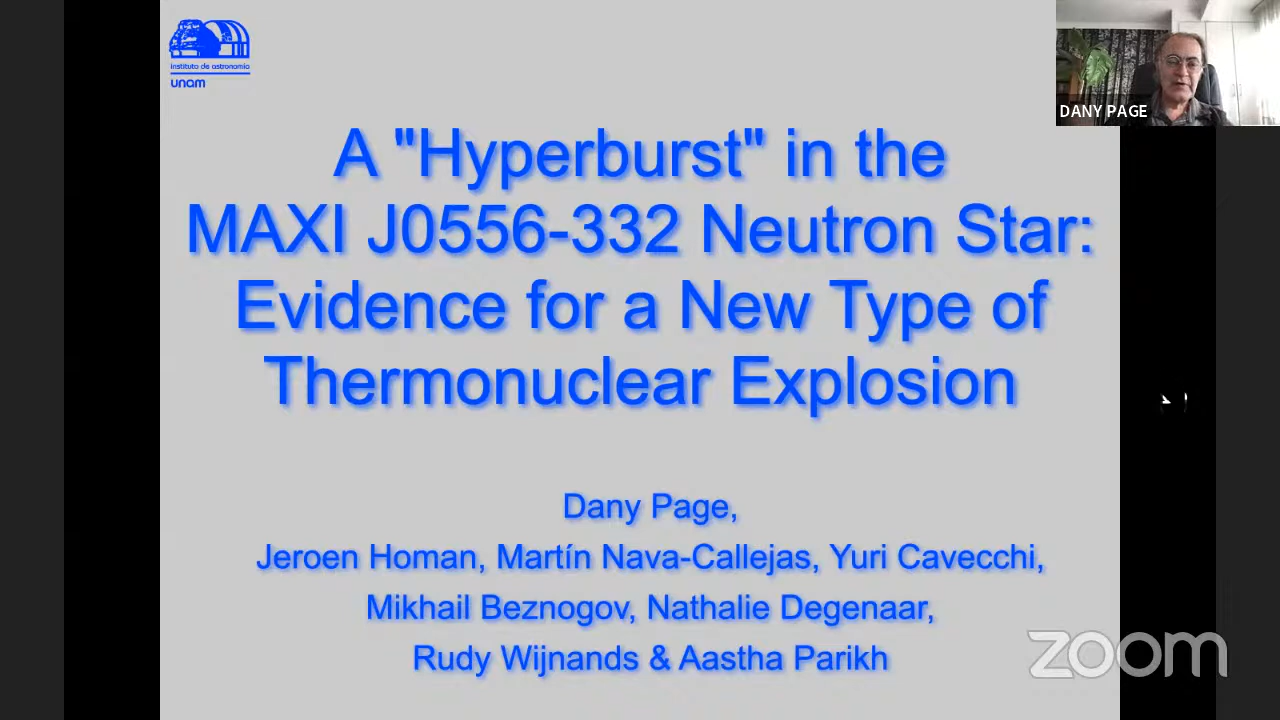 instituto de astronomía
unam
DANY PAGE
A "Hyperburst" in the
MAXI J0556-332 Neutron Star:
Evidence for a New Type of
Thermonuclear Explosion
Dany Page,
Jeroen Homan, Martín Nava-Callejas, Yuri Cavecchi,
Mikhail Beznogov, Nathalie Degenaar,
Rudy Wijnands & Aastha Parikh
zoom